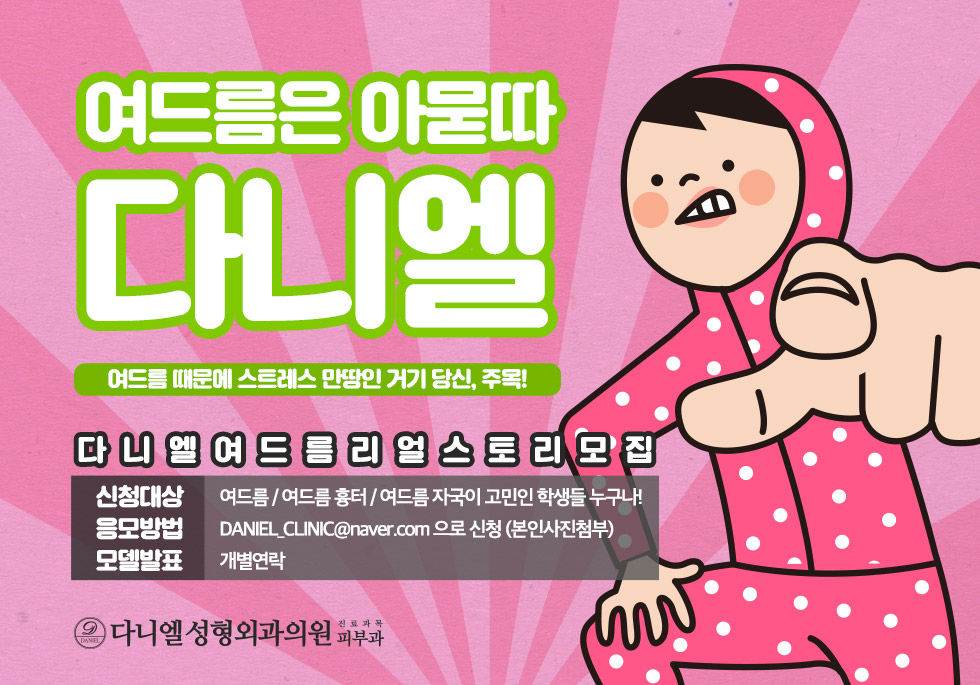 여드름은 아묻따
다니엘
여드름 때문에 스트레스 만땅인 거기 당신, 주목!
다니엘여드름리얼스토리모집
신청대상 여드름 / 여드름 흉터 / 여드름 자국이 고민인 학생들 누구나!
응모방법 DANIEL_CLINIC@naver.com 으로 신청 (본인사진첨부)
모델발표 개별연락
DANIEL 다니엘성형외과의원 진료과목 피부과